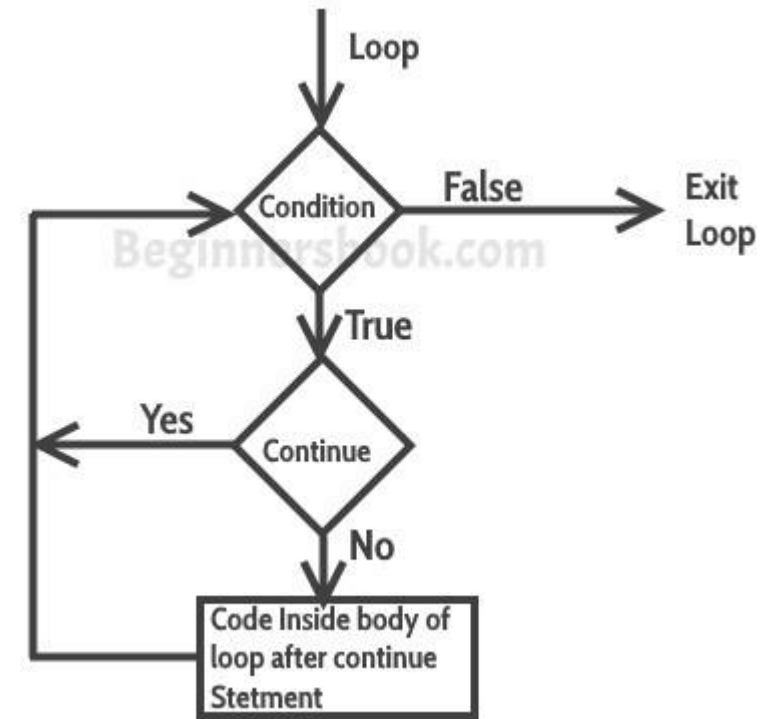 Loop
Condition
False
Exit
Loop
Beginnersbook.com
True
Yes
Continue
No
Code Inside body of
loop after continue
Stetment